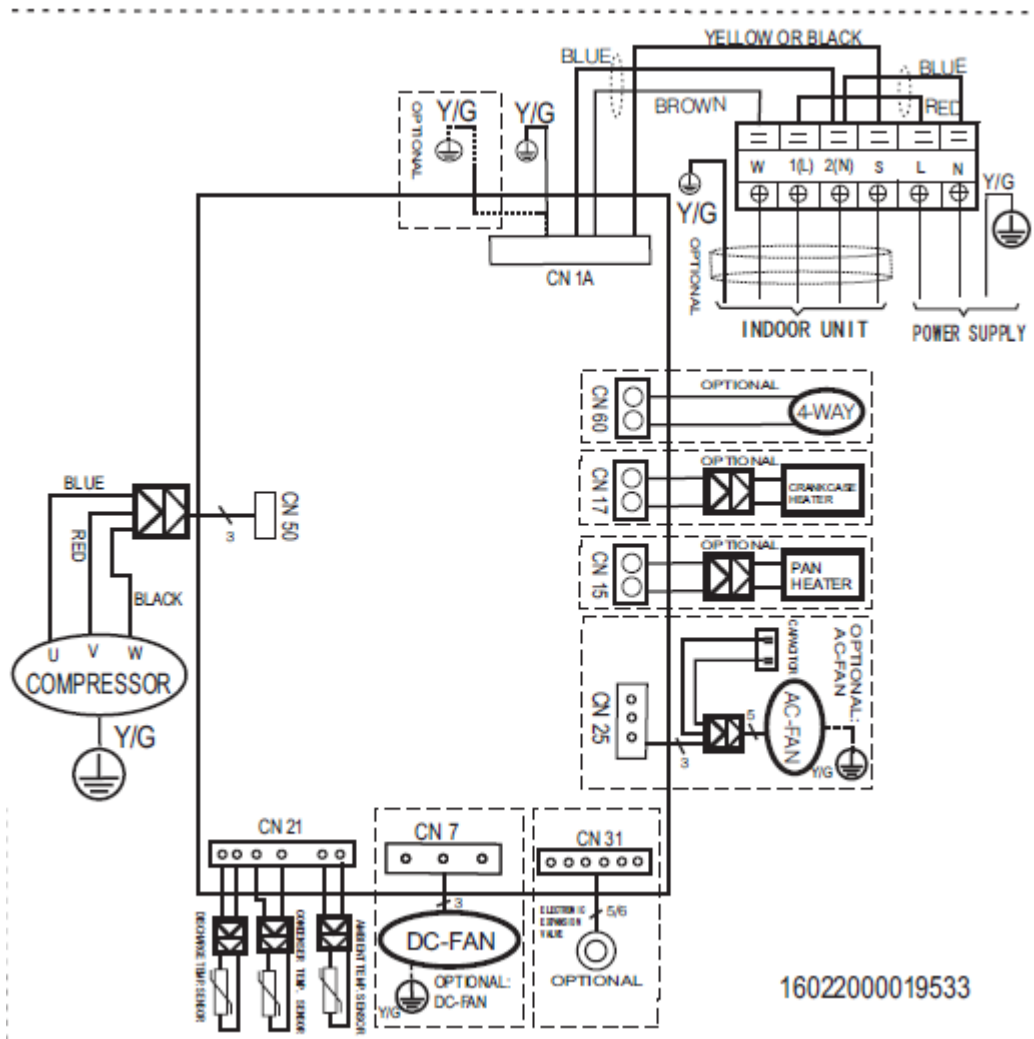 YELLOW OR BLACK
BLUE
BLUE
BROWN
RED
OPTIONAL
Y/G
Y/G
W 1(L) 2(N) S L N
Y/G
Y/G
OPTIONAL
CN 1A
INDOOR UNIT
POWER SUPPLY
CN 60
OPTIONAL
4-WAY
CN 17
OPTIONAL
CRANKCASE
HEATER
CN 15
OPTIONAL
PAN
HEATER
BLUE
RED
BLACK
3
CN 50
U V W
COMPRESSOR
Y/G
CAPACITOR
OPTIONAL:
AC-FAN
CN 25
3
5
AC-FAN
Y/G
CN 21
DISCHARGE TEMP.SENSOR
CONDENSER TEMP. SENSOR
AMBIENT TEMP. SENSOR
CN 7
3
DC-FAN
OPTIONAL:
DC-FAN
Y/G
CN 31
ELECTRONIC
EXPANSION
VALVE
5/6
OPTIONAL
16022000019533